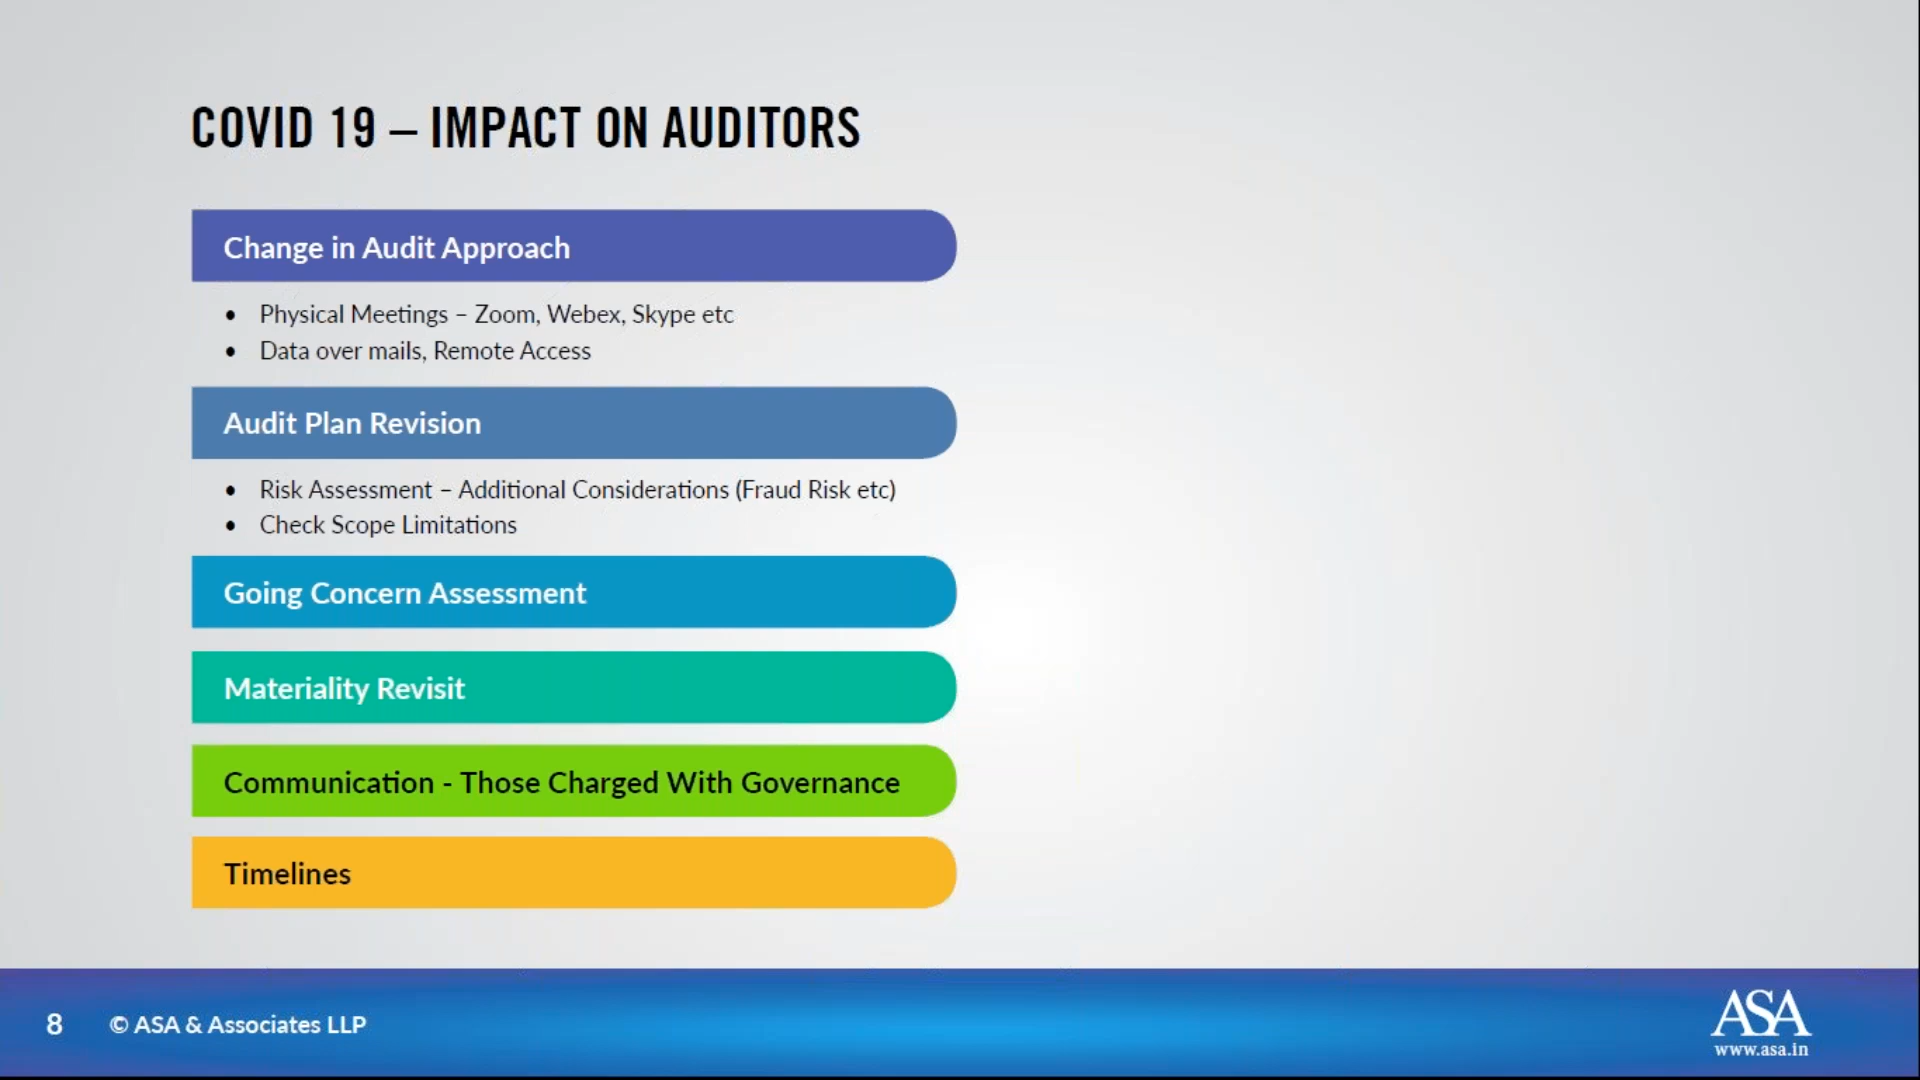 COVID 19 – IMPACT ON AUDITORS
Change in Audit Approach
• Physical Meetings – Zoom, Webex, Skype etc
• Data over mails, Remote Access
Audit Plan Revision
• Risk Assessment – Additional Considerations (Fraud Risk etc)
• Check Scope Limitations
Going Concern Assessment
Materiality Revisit
Communication - Those Charged With Governance
Timelines
8 © ASA & Associates LLP
ASA
www.asa.in